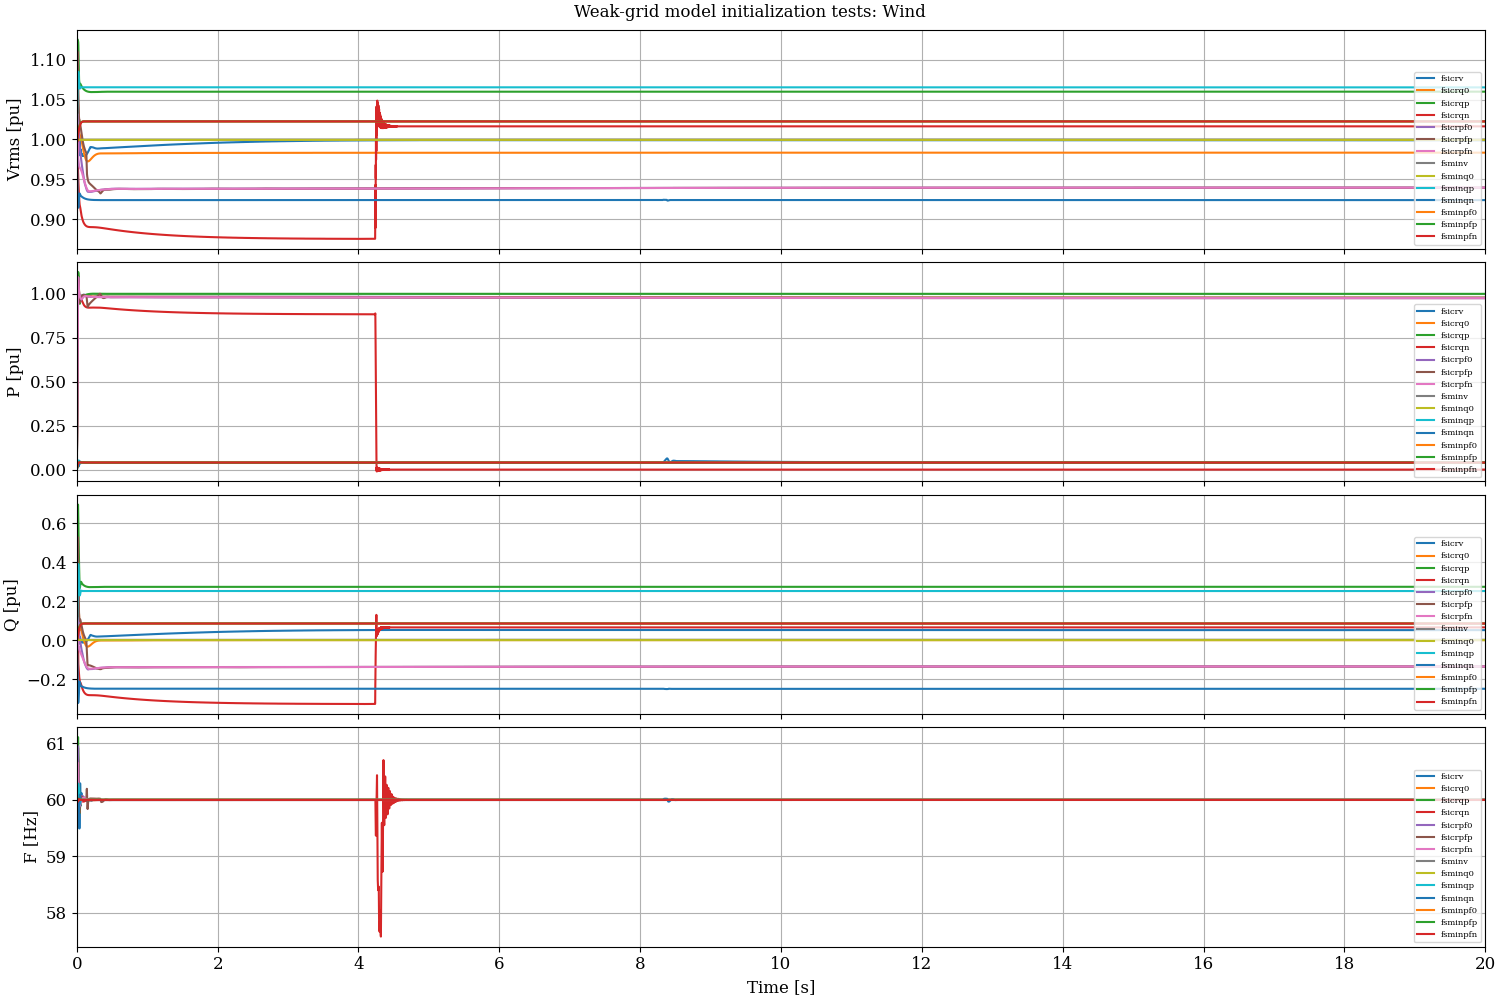 Weak-grid model initialization tests: Wind
Vrms [pu]
1.10
1.05
1.00
0.95
0.90
fsicrv
fsicrq0
fsicrqp
fsicrqn
fsicrpf0
fsicrpfp
fsicrpfn
fsminv
fsminq0
fsminqp
fsminqn
fsminpf0
fsminpfp
fsminpfn
P [pu]
1.00
0.75
0.50
0.25
0.00
fsicrv
fsicrq0
fsicrqp
fsicrqn
fsicrpf0
fsicrpfp
fsicrpfn
fsminv
fsminq0
fsminqp
fsminqn
fsminpf0
fsminpfp
fsminpfn
Q [pu]
0.6
0.4
0.2
0.0
−0.2
fsicrv
fsicrq0
fsicrqp
fsicrqn
fsicrpf0
fsicrpfp
fsicrpfn
fsminv
fsminq0
fsminqp
fsminqn
fsminpf0
fsminpfp
fsminpfn
F [Hz]
61
60
59
58
fsicrv
fsicrq0
fsicrqp
fsicrqn
fsicrpf0
fsicrpfp
fsicrpfn
fsminv
fsminq0
fsminqp
fsminqn
fsminpf0
fsminpfp
fsminpfn
0 2 4 6 8 10 12 14 16 18 20
Time [s]